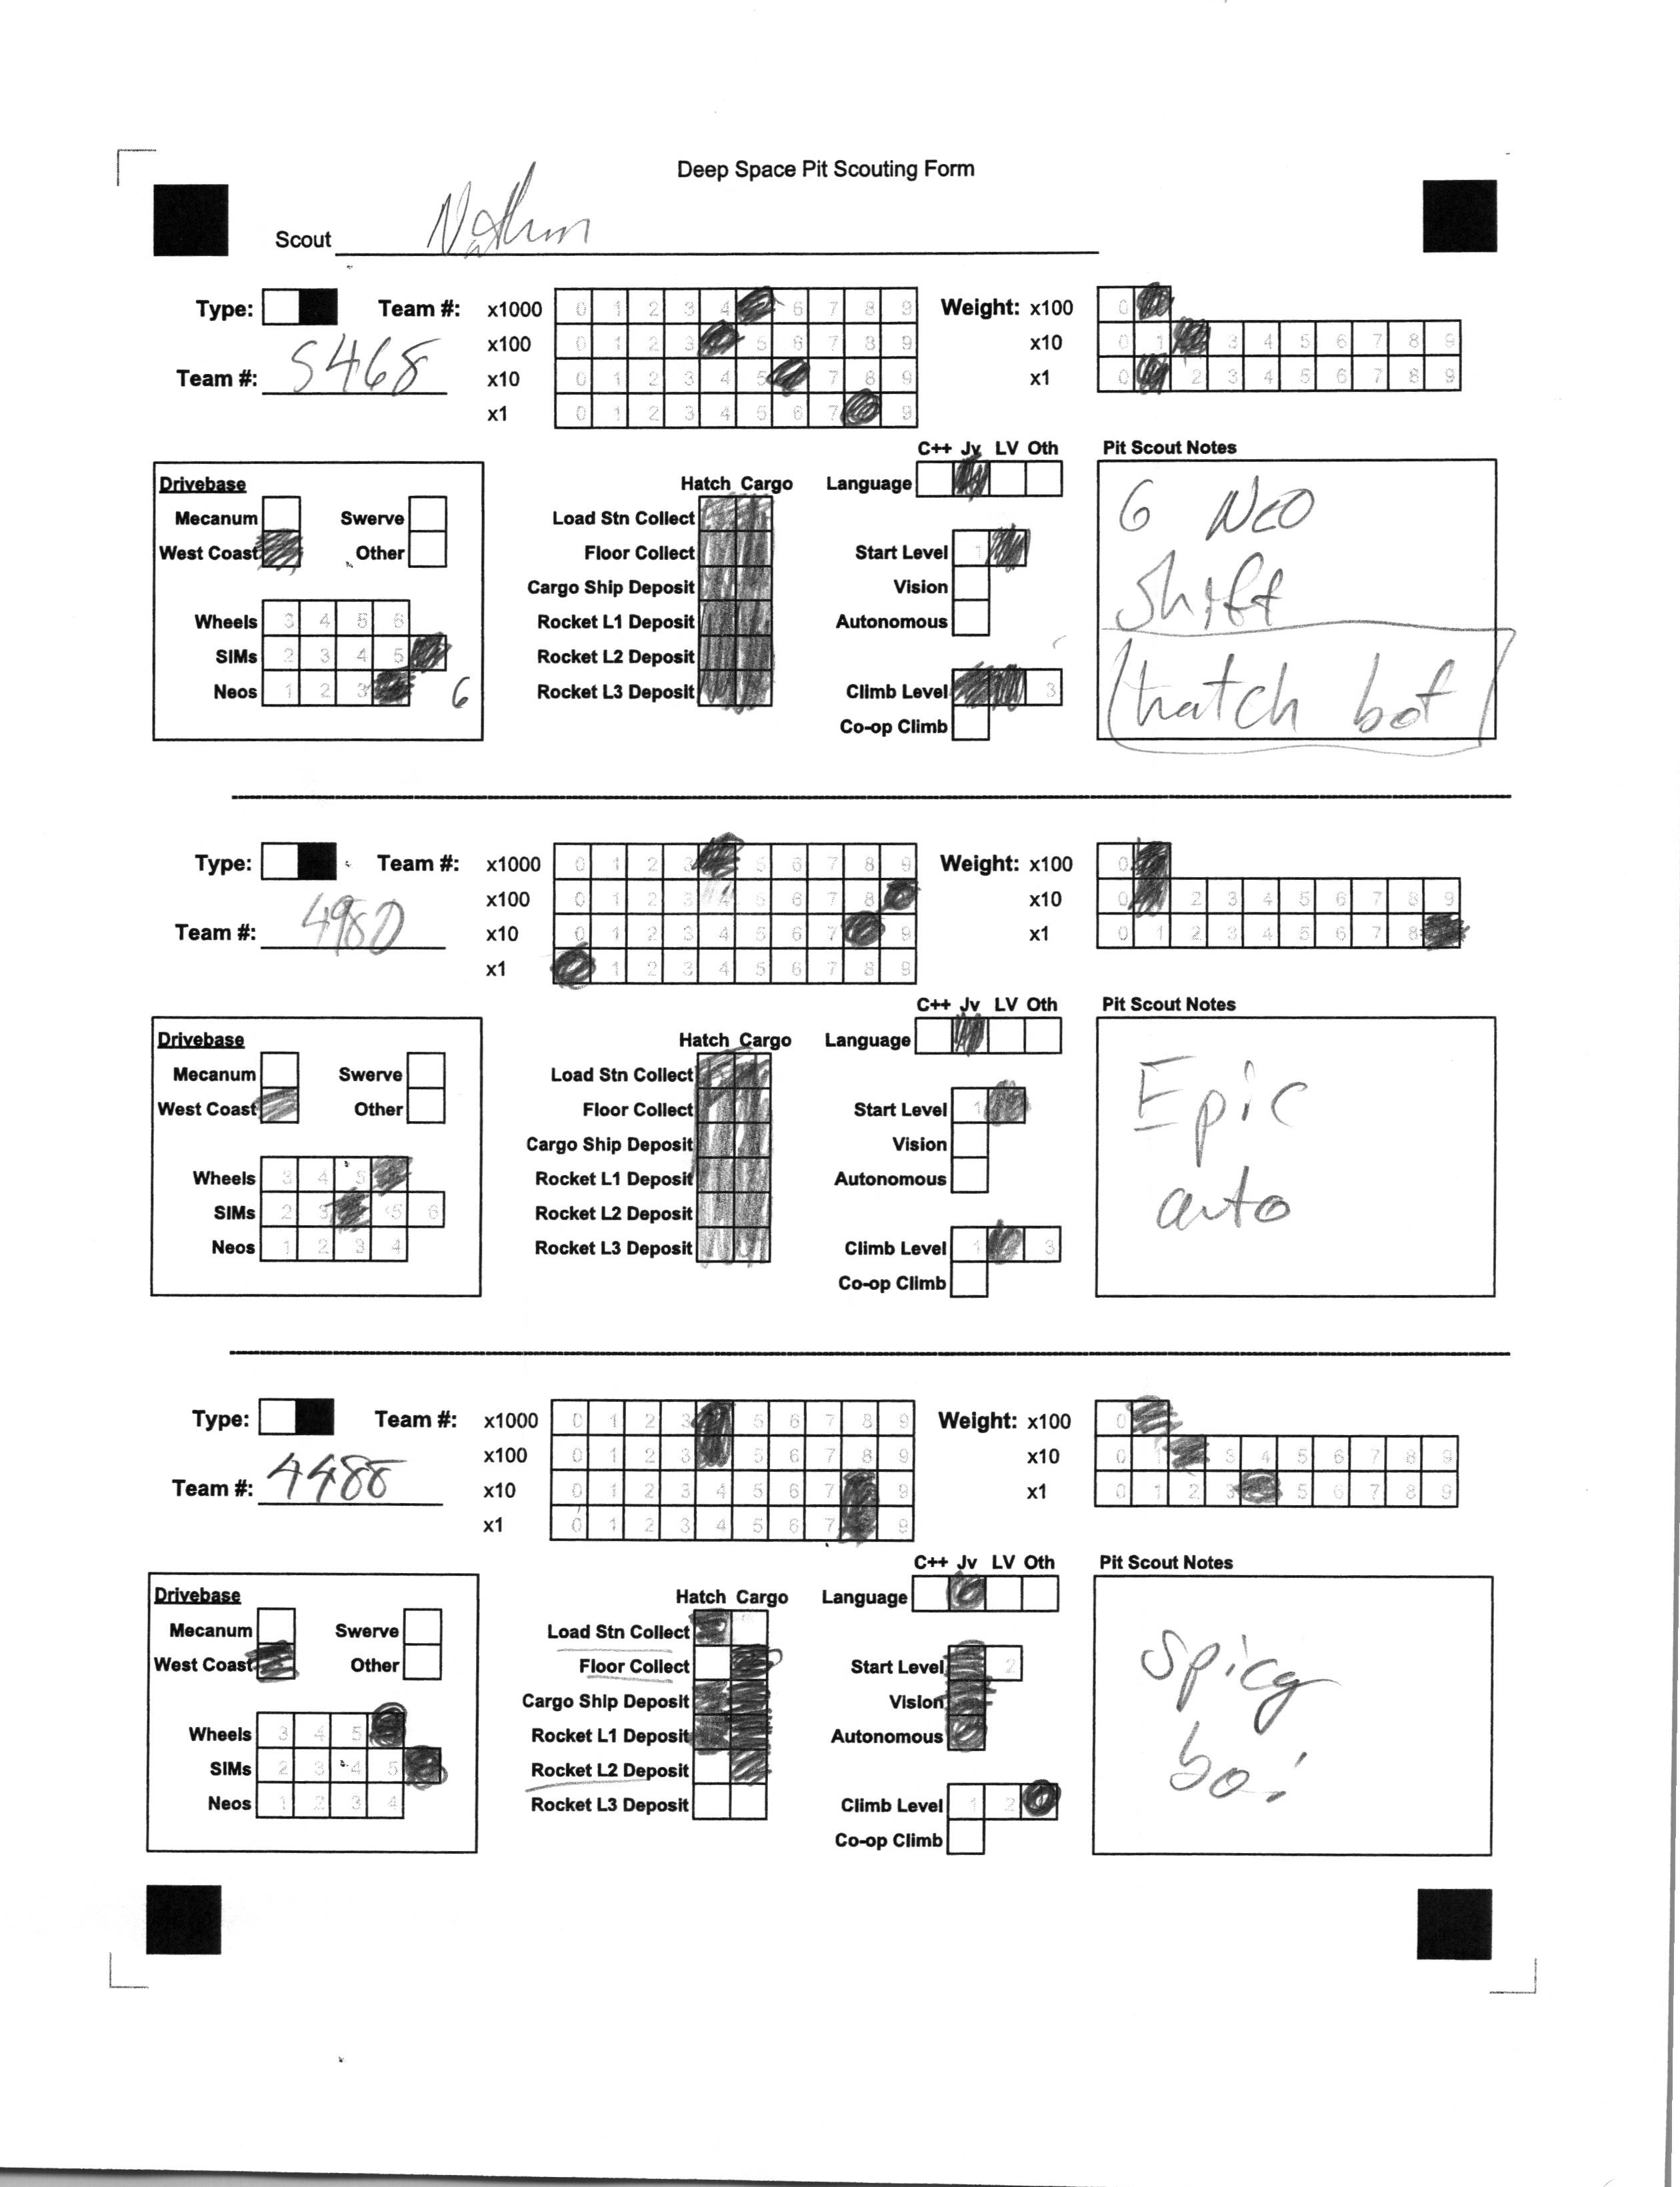 Deep Space Pit Scouting Form
Scout Nathan
Type: Team #: x1000 0 1 2 3 4 6 7 8 9 Weight: x100 0
x100 0 1 2 3 5 6 7 8 9 x10 0 1 3 4 5 6 7 8 9
Team #: 5468 x10 0 1 2 3 4 5 7 8 9 x1 0 2 3 4 5 6 7 8 9
x1 0 1 2 3 4 5 6 7 9
C++ Jv LV Oth Pit Scout Notes
Drivebase Hatch Cargo Language
Mecanum Swerve Load Stn Collect
West Coast Other Floor Collect Start Level 1
Cargo Ship Deposit Vision
Wheels 3 4 5 6 Rocket L1 Deposit Autonomous
SIMs 2 3 4 5 Rocket L2 Deposit
Neos 1 2 3 6 Rocket L3 Deposit Climb Level 3
Co-op Climb
6 NEO
Shift
hatch bot
Type: Team #: x1000 0 1 2 3 5 6 7 8 9 Weight: x100 0
x100 0 1 2 3 4 5 6 7 8 x10 0 2 3 4 5 6 7 8 9
Team #: 4980 x10 0 1 2 3 4 5 6 7 9 x1 0 1 2 3 4 5 6 7 8
x1 1 2 3 4 5 6 7 8 9
C++ Jv LV Oth Pit Scout Notes
Drivebase Hatch Cargo Language
Mecanum Swerve Load Stn Collect
West Coast Other Floor Collect Start Level 1
Cargo Ship Deposit Vision
Wheels 3 4 5 Rocket L1 Deposit Autonomous
SIMs 2 3 5 6 Rocket L2 Deposit
Neos 1 2 3 4 Rocket L3 Deposit Climb Level 1 3
Co-op Climb
Epic
auto
Type: Team #: x1000 0 1 2 3 5 6 7 8 9 Weight: x100 0
x100 0 1 2 3 5 6 7 8 9 x10 0 1 3 4 5 6 7 8 9
Team #: 4488 x10 0 1 2 3 4 5 6 7 9 x1 0 1 2 3 5 6 7 8 9
x1 0 1 2 3 4 5 6 7 9
C++ Jv LV Oth Pit Scout Notes
Drivebase Hatch Cargo Language
Mecanum Swerve Load Stn Collect
West Coast Other Floor Collect Start Level 2
Cargo Ship Deposit Vision
Wheels 3 4 5 Rocket L1 Deposit Autonomous
SIMs 2 3 4 5 Rocket L2 Deposit
Neos 1 2 3 4 Rocket L3 Deposit Climb Level 1 2
Co-op Climb
Spicy
boi